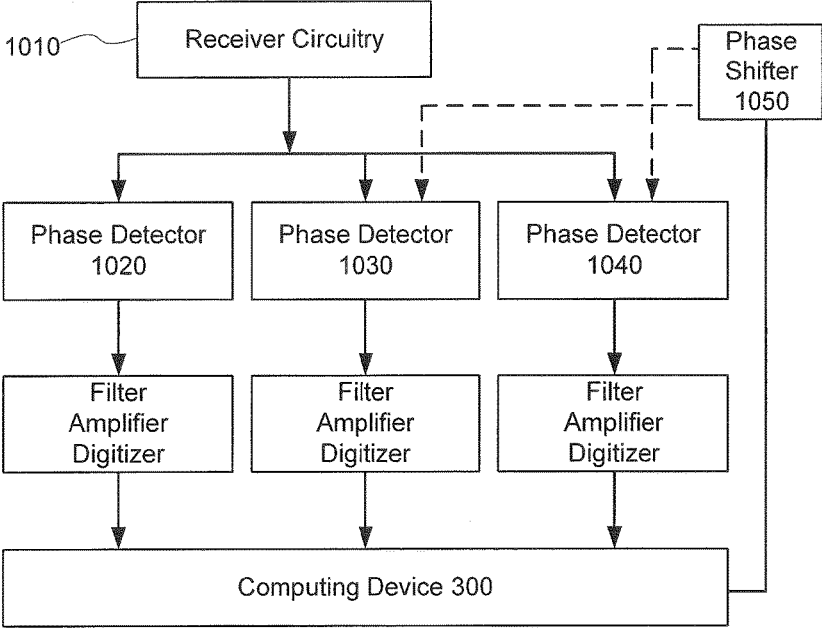 1010
Receiver Circuitry
Phase
Shifter
1050
Phase Detector
1020
Phase Detector
1030
Phase Detector
1040
Filter
Amplifier
Digitizer
Filter
Amplifier
Digitizer
Filter
Amplifier
Digitizer
Computing Device 300